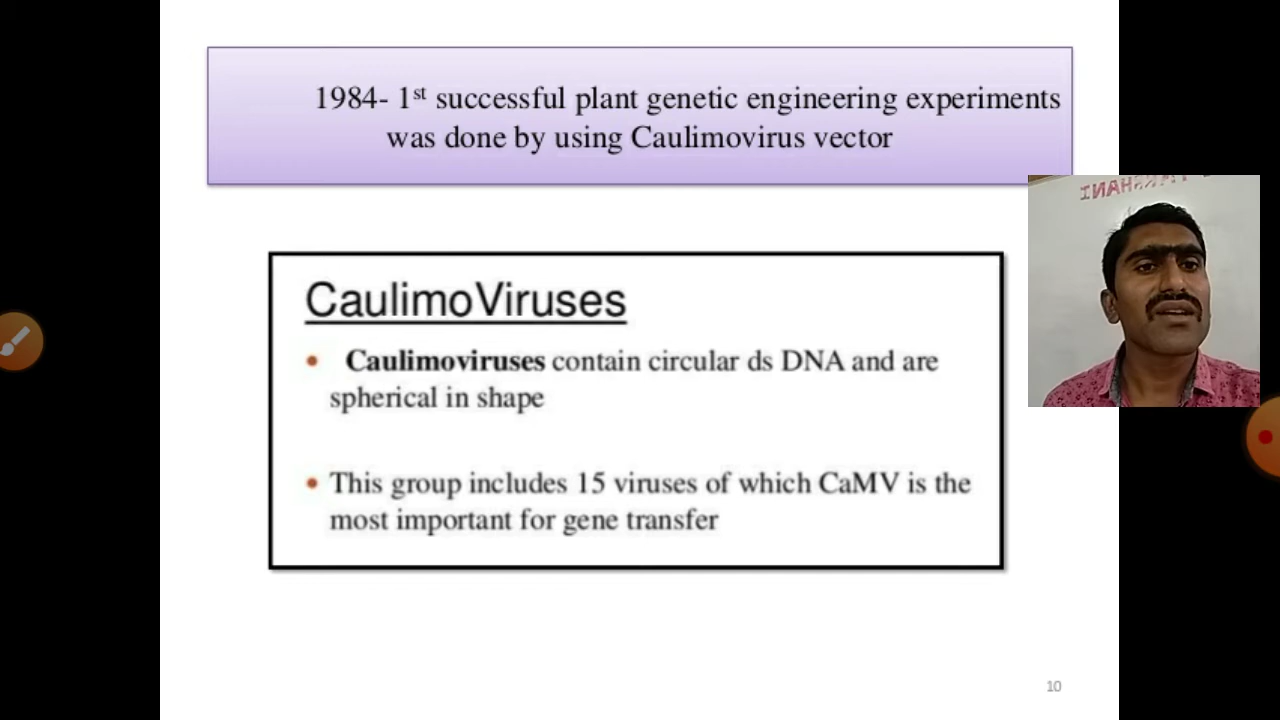 1984- 1st successful plant genetic engineering experiments
was done by using Caulimovirus vector
CaulimoViruses
• Caulimoviruses contain circular ds DNA and are
spherical in shape
• This group includes 15 viruses of which CaMV is the
most important for gene transfer
10